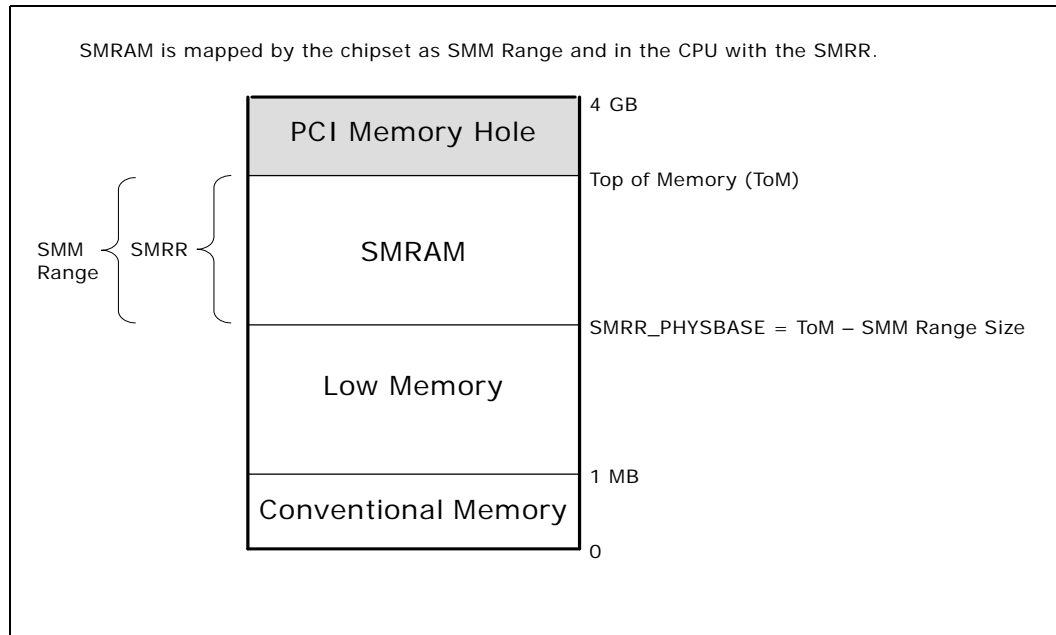 SMRAM is mapped by the chipset as SMM Range and in the CPU with the SMRR.
4 GB
PCI Memory Hole
Top of Memory (ToM)
SMM
Range
SMRR
SMRAM
SMRR_PHYSBASE = ToM – SMM Range Size
Low Memory
1 MB
Conventional Memory
0